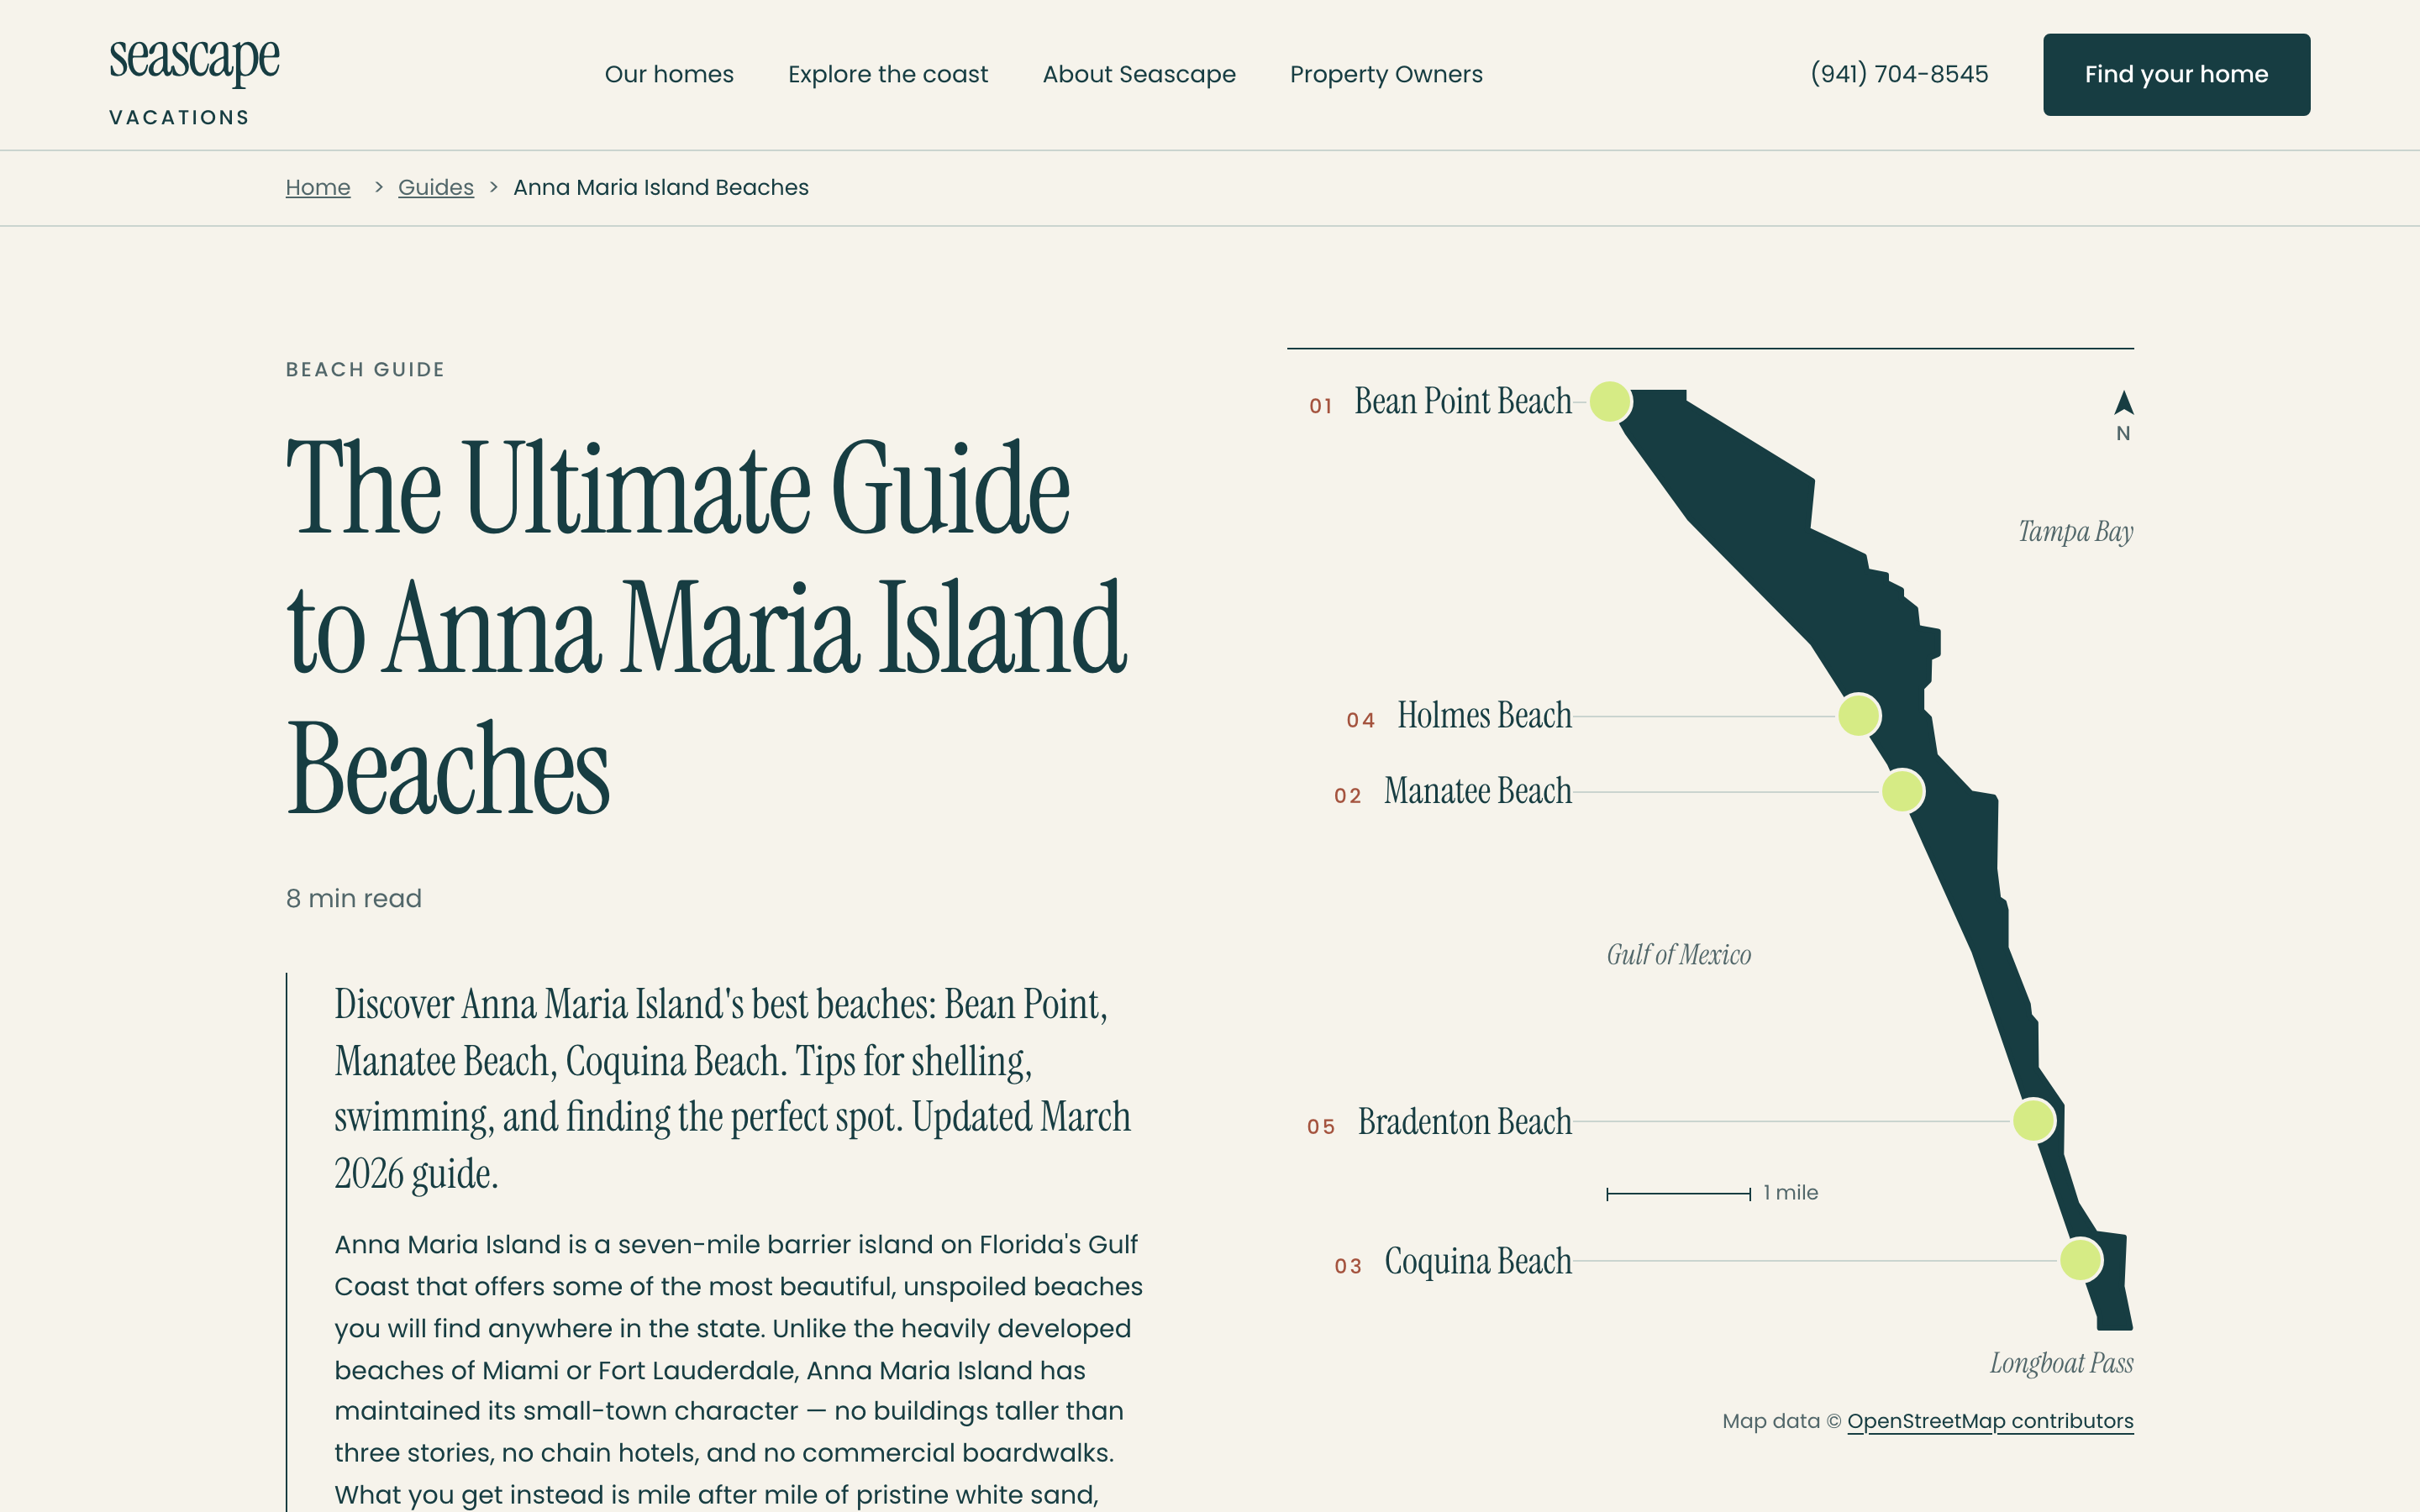 seascape
VACATIONS
Our homes
Explore the coast
About Seascape
Property Owners
(941) 704-8545
Find your home
Home > Guides > Anna Maria Island Beaches
BEACH GUIDE
The Ultimate Guide
to Anna Maria Island
Beaches
8 min read
Discover Anna Maria Island's best beaches: Bean Point,
Manatee Beach, Coquina Beach. Tips for shelling,
swimming, and finding the perfect spot. Updated March
2026 guide.
Anna Maria Island is a seven-mile barrier island on Florida's Gulf
Coast that offers some of the most beautiful, unspoiled beaches
you will find anywhere in the state. Unlike the heavily developed
beaches of Miami or Fort Lauderdale, Anna Maria Island has
maintained its small-town character — no buildings taller than
three stories, no chain hotels, and no commercial boardwalks.
What you get instead is mile after mile of pristine white sand,
01 Bean Point Beach
N
Tampa Bay
04 Holmes Beach
02 Manatee Beach
Gulf of Mexico
05 Bradenton Beach
1 mile
03 Coquina Beach
Longboat Pass
Map data © OpenStreetMap contributors